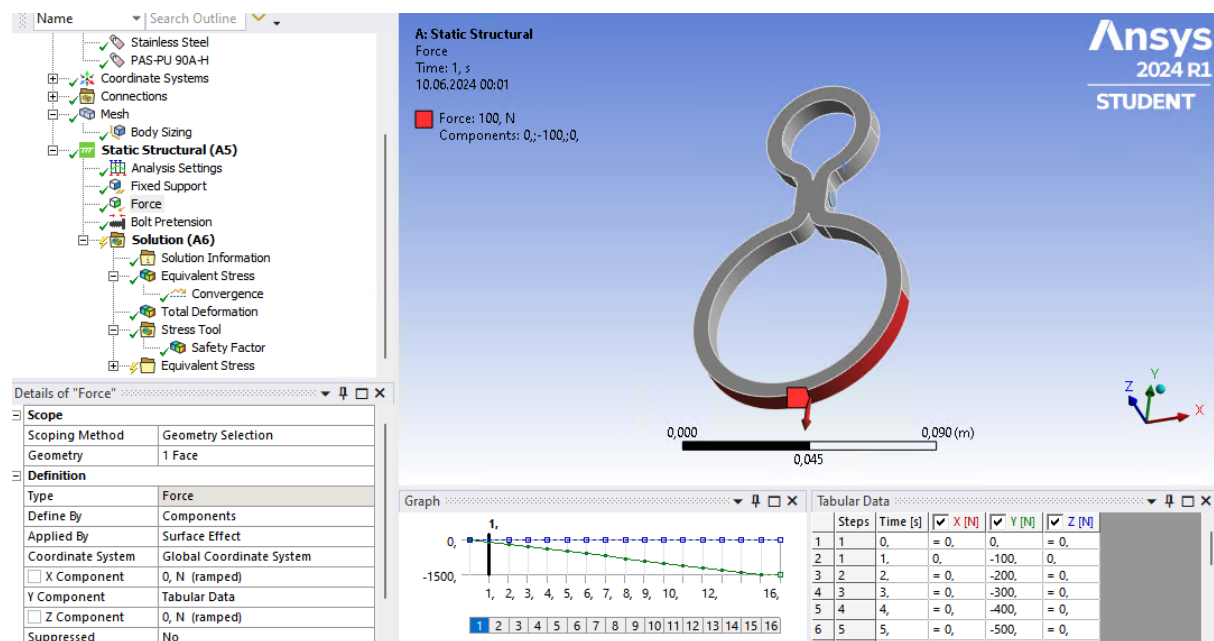 Name
Search Outline
Stainless Steel
PAS-PU 90A-H
Coordinate Systems
Connections
Mesh
Body Sizing
Static Structural (A5)
Analysis Settings
Fixed Support
Force
Bolt Pretension
Solution (A6)
Solution Information
Equivalent Stress
Convergence
Total Deformation
Stress Tool
Safety Factor
Equivalent Stress
Details of "Force"
Scope
Scoping Method Geometry Selection
Geometry 1 Face
Definition
Type Force
Define By Components
Applied By Surface Effect
Coordinate System Global Coordinate System
X Component 0, N (ramped)
Y Component Tabular Data
Z Component 0, N (ramped)
Suppressed No
A: Static Structural
Force
Time: 1, s
10.06.2024 00:01
Force: 100, N
Components: 0,;-100,;0,
Ansys
2024 R1
STUDENT
0,000 0,090 (m)
0,045
Y
Z
X
Graph
1,
0,
-1500,
1, 2, 3, 4, 5, 6, 7, 8, 9, 10, 12, 16,
1 2 3 4 5 6 7 8 9 10 11 12 13 14 15 16
Tabular Data
Steps Time [s] X [N] Y [N] Z [N]
1 1 0, = 0, 0, = 0,
2 1 1, 0, -100, 0,
3 2 2, = 0, -200, = 0,
4 3 3, = 0, -300, = 0,
5 4 4, = 0, -400, = 0,
6 5 5, = 0, -500, = 0,